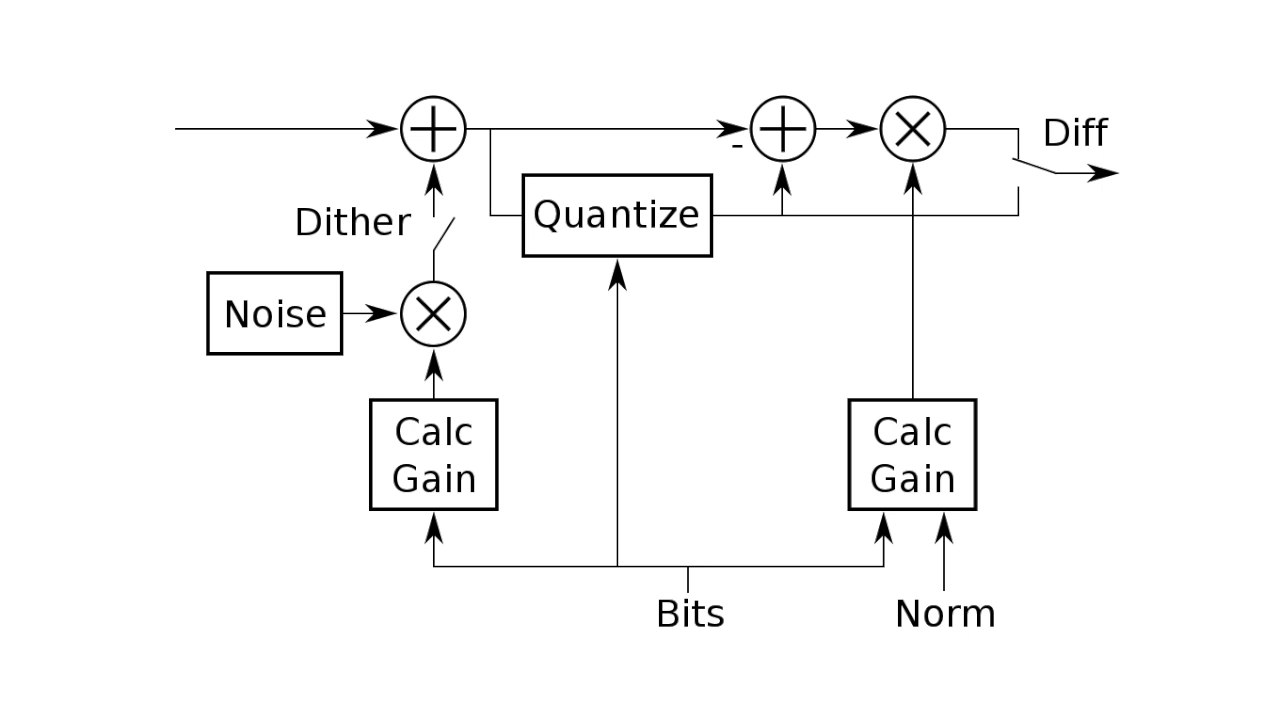 Diff
-
Dither
Quantize
Noise
Calc
Gain
Calc
Gain
Bits
Norm